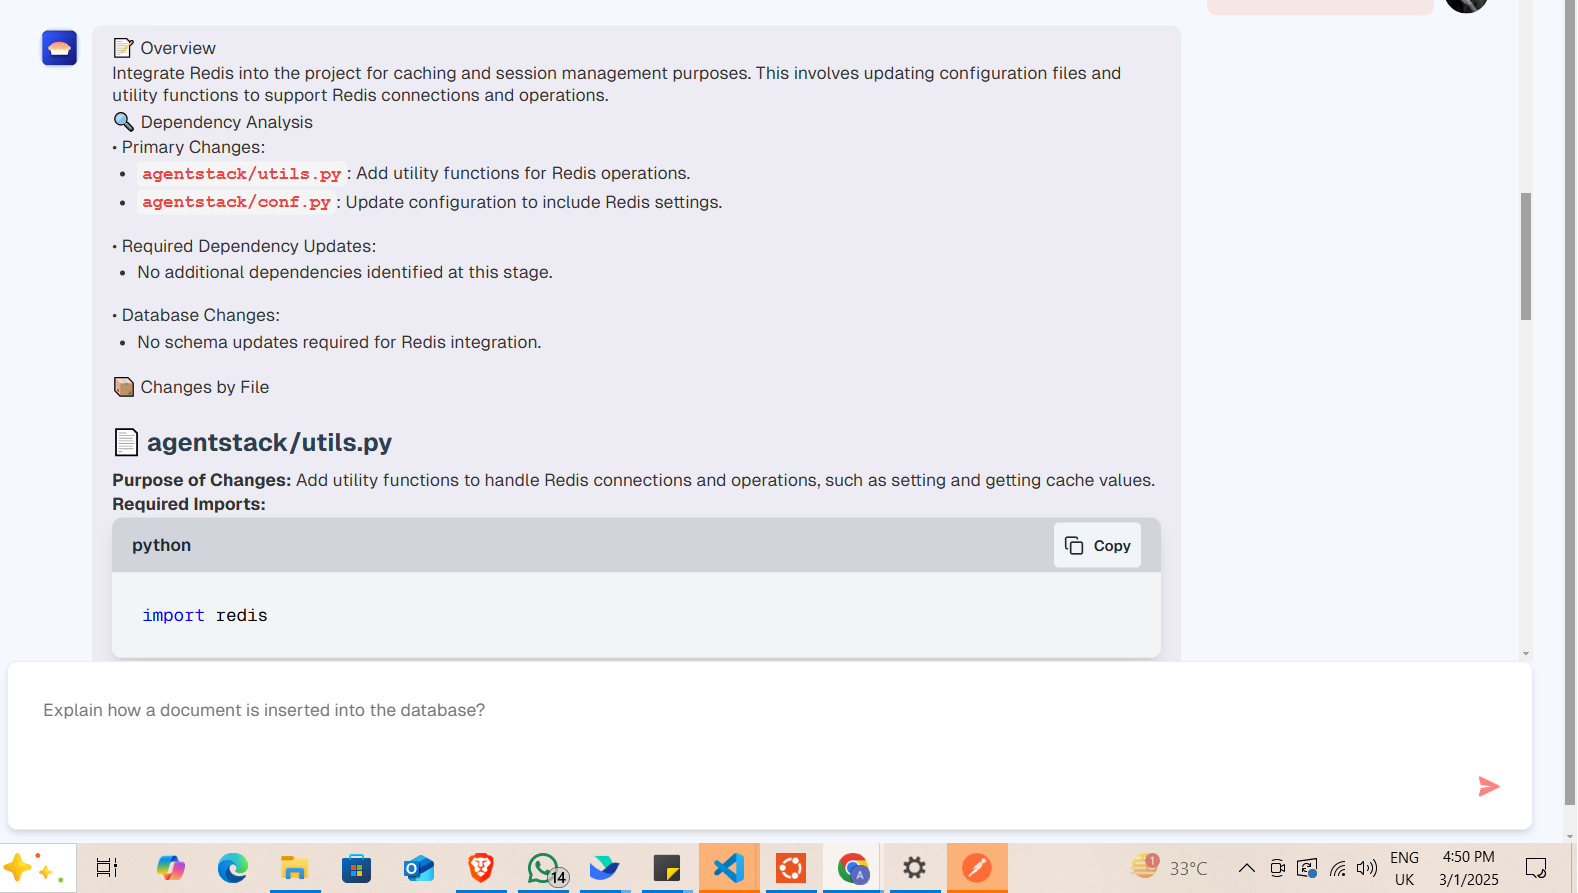 Overview
Integrate Redis into the project for caching and session management purposes. This involves updating configuration files and
utility functions to support Redis connections and operations.
Dependency Analysis
• Primary Changes:
• agentstack/utils.py : Add utility functions for Redis operations.
• agentstack/conf.py : Update configuration to include Redis settings.
• Required Dependency Updates:
• No additional dependencies identified at this stage.
• Database Changes:
• No schema updates required for Redis integration.
Changes by File
agentstack/utils.py
Purpose of Changes: Add utility functions to handle Redis connections and operations, such as setting and getting cache values.
Required Imports:
python
Copy
import redis
Explain how a document is inserted into the database?
14
A
1
33°C
ENG
UK
4:50 PM
3/1/2025